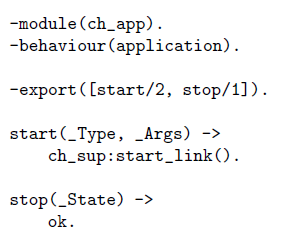 -module(ch_app).
-behaviour(application).

-export([start/2, stop/1]).

start(_Type, _Args) ->
    ch_sup:start_link().

stop(_State) ->
    ok.